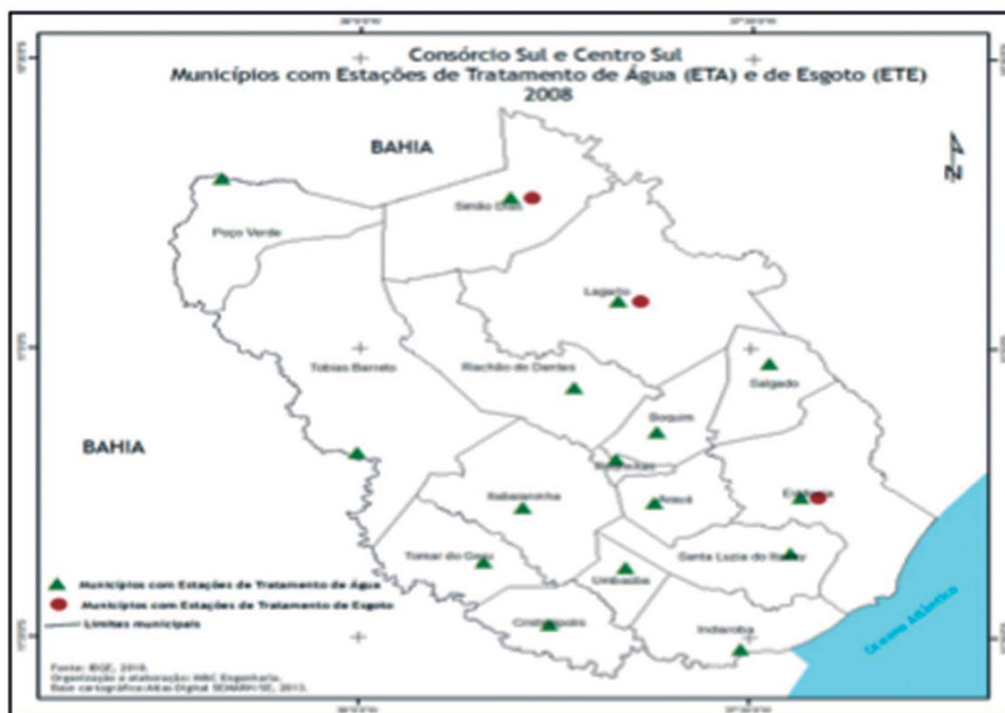 Consórcio Sul e Centro Sul
Municípios com Estações de Tratamento de Água (ETA) e de Esgoto (ETE)
2008
BAHIA
N
Simão Dias
Poço Verde
Lagarto
Tobias Barreto
Riachão do Dantas
Salgado
Boquim
BAHIA
Itabaianinha
Arauá
Estância
Tomar do Geru
Santa Luzia do Itanhy
Umbaúba
Cristinápolis
Indiaroba
Oceano Atlântico
Municípios com Estações de Tratamento de Água
Municípios com Estações de Tratamento de Esgoto
Limites municipais
Fonte: IBGE, 2010.
Organização e elaboração: M&C Engenharia.
Base cartográfica: Atlas Digital SEMARH/SE, 2013.